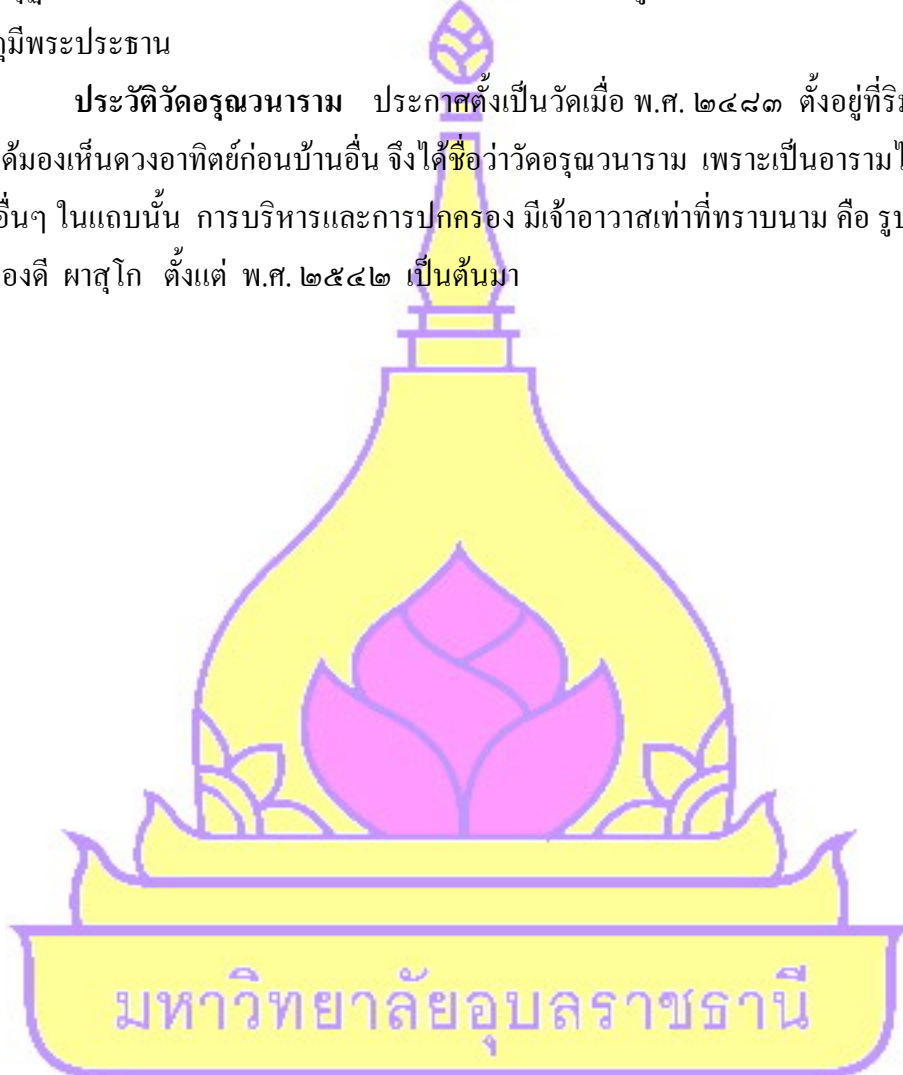 ุมีพระประธาน
ประวัติวัดอรุณวนาราม ประกาศตั้งเป็นวัดเมื่อ พ.ศ. ๒๔๘๓ ตั้งอยู่ที่ริม
ด้มองเห็นดวงอาทิตย์ก่อนบ้านอื่น จึงได้ชื่อว่าวัดอรุณวนาราม เพราะเป็นอาราม
อื่นๆ ในแถบนั้น การบริหารและการปกครอง มีเจ้าอาวาสเท่าที่ทราบนาม คือ รูป
องดี ผาสุโก ตั้งแต่ พ.ศ. ๒๕๔๒ เป็นต้นมา
มหาวิทยาลัยอุบลราชธานี